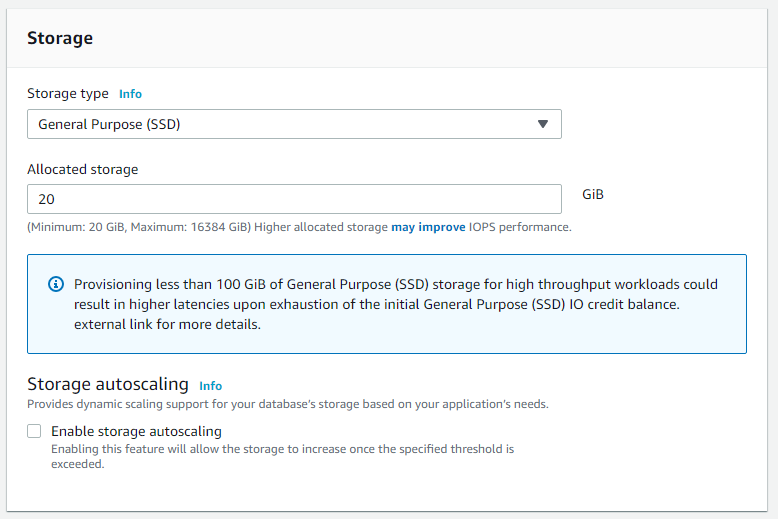 Storage
Storage type Info
General Purpose (SSD)
Allocated storage
20 GiB
(Minimum: 20 GiB, Maximum: 16384 GiB) Higher allocated storage may improve IOPS performance.
Provisioning less than 100 GiB of General Purpose (SSD) storage for high throughput workloads could
result in higher latencies upon exhaustion of the initial General Purpose (SSD) IO credit balance.
external link for more details.
Storage autoscaling Info
Provides dynamic scaling support for your database's storage based on your application's needs.
Enable storage autoscaling
Enabling this feature will allow the storage to increase once the specified threshold is
exceeded.